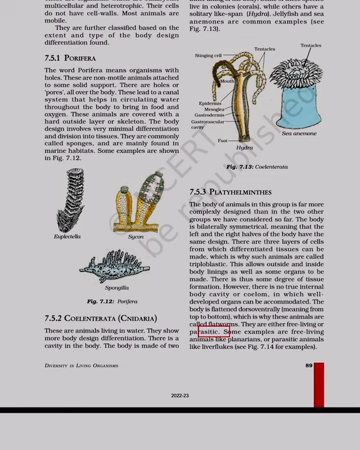 multicellular and heterotrophic. Their cells
do not have cell-walls. Most animals are
mobile.
They are further classified based on the
extent and type of the body design
differentiation found.
7.5.1 PORIFERA
The word Porifera means organisms with
holes. These are non-motile animals attached
to some solid support. There are holes or
‘pores’, all over the body. These lead to a canal
system that helps in circulating water
throughout the body to bring in food and
oxygen. These animals are covered with a
hard outside layer or skeleton. The body
design involves very minimal differentiation
and division into tissues. They are commonly
called sponges, and are mainly found in
marine habitats. Some examples are shown
in Fig. 7.12.
Euplectella
Sycon
Spongilla
Fig. 7.12: Porifera
7.5.2 COELENTERATA (CNIDARIA)
These are animals living in water. They show
more body design differentiation. There is a
cavity in the body. The body is made of two
live in colonies (corals), while others have a
solitary like-span (Hydra). Jellyfish and sea
anemones are common examples (see
Fig. 7.13).
Tentacles
Tentacles
Stinging cell
Mouth
Epidermis
Mesoglea
Gastrodermis
Gastrovascular
cavity
Foot
Hydra
Sea anemone
Fig. 7.13: Coelenterata
7.5.3 PLATYHELMINTHES
The body of animals in this group is far more
complexly designed than in the two other
groups we have considered so far. The body
is bilaterally symmetrical, meaning that the
left and the right halves of the body have the
same design. There are three layers of cells
from which differentiated tissues can be
made, which is why such animals are called
triploblastic. This allows outside and inside
body linings as well as some organs to be
made. There is thus some degree of tissue
formation. However, there is no true internal
body cavity or coelom, in which well-
developed organs can be accommodated. The
body is flattened dorsoventrally (meaning from
top to bottom), which is why these animals are
called flatworms. They are either free-living or
parasitic. Some examples are free-living
animals like planarians, or parasitic animals
like liverflukes (see Fig. 7.14 for examples).
DIVERSITY IN LIVING ORGANISMS
89
2022-23